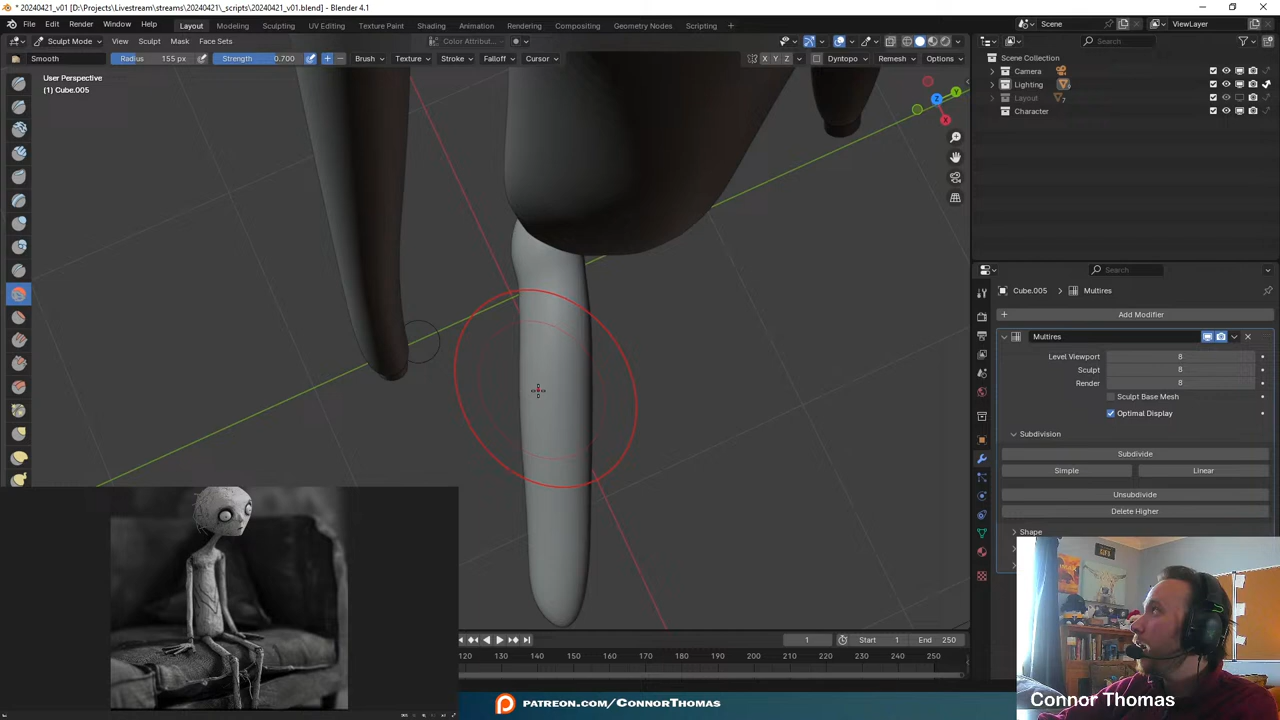 * 20240421_v01 [D:\Projects\Livestream\streams\20240421\_scripts\20240421_v01.blend] - Blender 4.1
File Edit Render Window Help Layout Modeling Sculpting UV Editing Texture Paint Shading Animation Rendering Compositing Geometry Nodes Scripting Scene ViewLayer
Sculpt Mode View Sculpt Mask Face Sets Color Attribut... Search
Smooth Radius 155 px Strength 0.700 Brush Texture Stroke Falloff Cursor X Y Z Dyntopo Remesh Options
User Perspective
(1) Cube.005
Z Y X
Scene Collection
Camera
Lighting
Layout
Character
Search
Cube.005 Multires
Add Modifier
Multires
Level Viewport 8
Sculpt 8
Render 8
Sculpt Base Mesh
Optimal Display
Subdivision
Subdivide
Simple Linear
Unsubdivide
Delete Higher
Shape
1 Start 1 End 250
120 130 140 150 160 170 180 190 200 210 220 230 240 250
PATREON.COM/CONNORTHOMAS
Connor Thomas